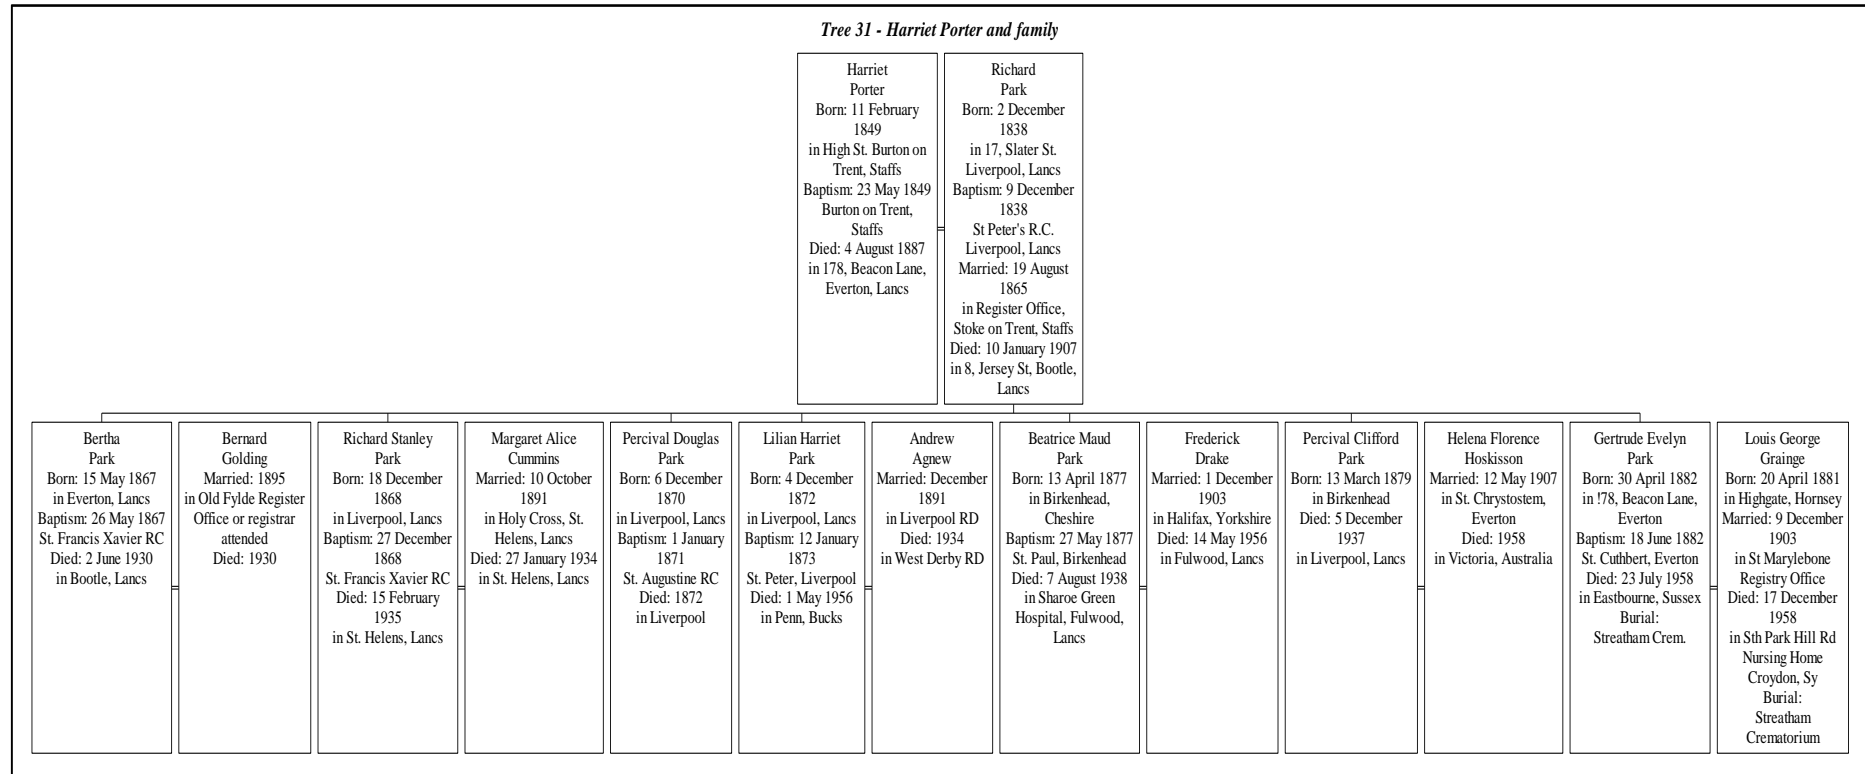 Tree 31 - Harriet Porter and family
Harriet
Porter
Born: 11 February
1849
in High St. Burton on
Trent, Staffs
Baptism: 23 May 1849
Burton on Trent,
Staffs
Died: 4 August 1887
in 178, Beacon Lane,
Everton, Lancs
Richard
Park
Born: 2 December
1838
in 17, Slater St.
Liverpool, Lancs
Baptism: 9 December
1838
St Peter's R.C.
Liverpool, Lancs
Married: 19 August
1865
in Register Office,
Stoke on Trent, Staffs
Died: 10 January 1907
in 8, Jersey St, Bootle,
Lancs
Bertha
Park
Born: 15 May 1867
in Everton, Lancs
Baptism: 26 May 1867
St. Francis Xavier RC
Died: 2 June 1930
in Bootle, Lancs
Bernard
Golding
Married: 1895
in Old Fylde Register
Office or registrar
attended
Died: 1930
Richard Stanley
Park
Born: 18 December
1868
in Liverpool, Lancs
Baptism: 27 December
1868
St. Francis Xavier RC
Died: 15 February
1935
in St. Helens, Lancs
Margaret Alice
Cummins
Married: 10 October
1891
in Holy Cross, St.
Helens, Lancs
Died: 27 January 1934
in St. Helens, Lancs
Percival Douglas
Park
Born: 6 December
1870
in Liverpool, Lancs
Baptism: 1 January
1871
St. Augustine RC
Died: 1872
in Liverpool
Lilian Harriet
Park
Born: 4 December
1872
in Liverpool, Lancs
Baptism: 12 January
1873
St. Peter, Liverpool
Died: 1 May 1956
in Penn, Bucks
Andrew
Agnew
Married: December
1891
in Liverpool RD
Died: 1934
in West Derby RD
Beatrice Maud
Park
Born: 13 April 1877
in Birkenhead,
Cheshire
Baptism: 27 May 1877
St. Paul, Birkenhead
Died: 7 August 1938
in Sharoe Green
Hospital, Fulwood,
Lancs
Frederick
Drake
Married: 1 December
1903
in Halifax, Yorkshire
Died: 14 May 1956
in Fulwood, Lancs
Percival Clifford
Park
Born: 13 March 1879
in Birkenhead
Died: 5 December
1937
in Liverpool, Lancs
Helena Florence
Hoskisson
Married: 12 May 1907
in St. Chrystostem,
Everton
Died: 1958
in Victoria, Australia
Gertrude Evelyn
Park
Born: 30 April 1882
in !78, Beacon Lane,
Everton
Baptism: 18 June 1882
St. Cuthbert, Everton
Died: 23 July 1958
in Eastbourne, Sussex
Burial:
Streatham Crem.
Louis George
Grainge
Born: 20 April 1881
in Highgate, Hornsey
Married: 9 December
1903
in St Marylebone
Registry Office
Died: 17 December
1958
in Sth Park Hill Rd
Nursing Home
Croydon, Sy
Burial:
Streatham
Crematorium